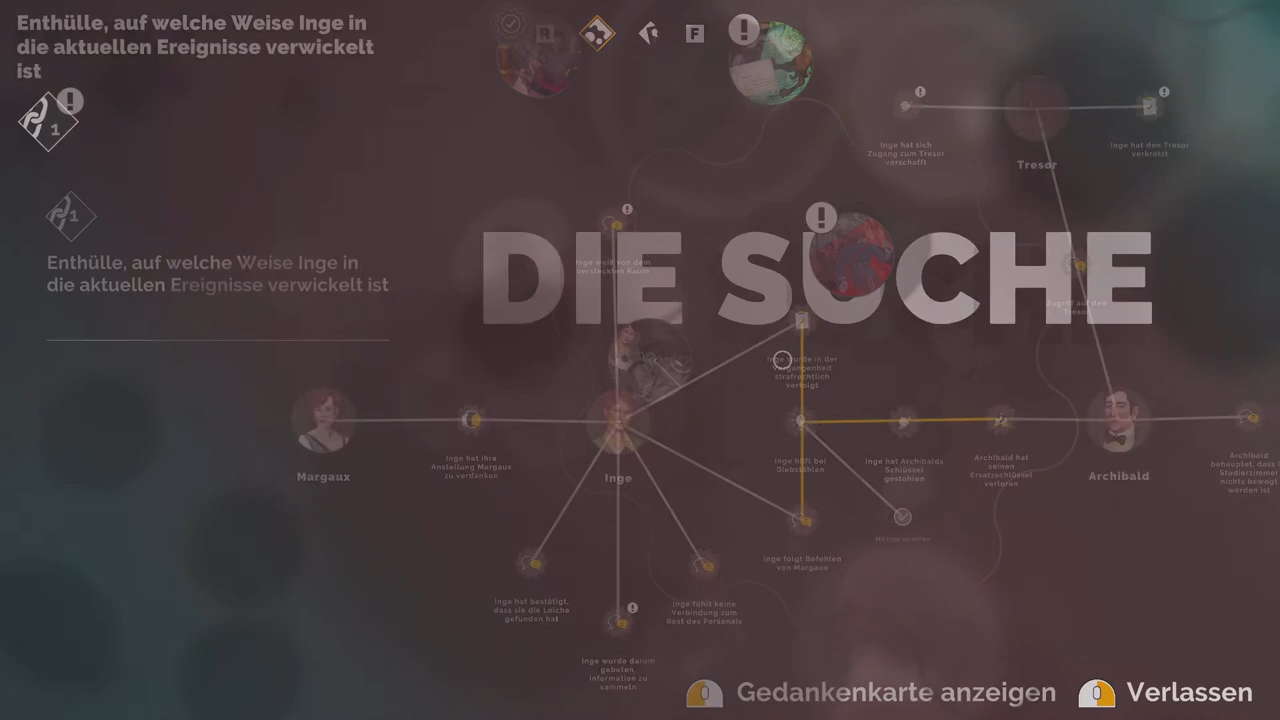 Enthülle, auf welche Weise Inge in
die aktuellen Ereignisse verwickelt
ist
1
R
F
1
Enthülle, auf welche Weise Inge in
die aktuellen Ereignisse verwickelt ist
DIE SUCHE
Inge hat sich
Zugang zum Tresor
verschafft
Tresor
Inge hat den Tresor
verkratzt
Inge weiß von dem
versteckten Raum
Zugriff auf den
Tresor
Inge wurde in der
Vergangenheit
strafrechtlich
verfolgt
Margaux
Inge hat ihre
Anstellung Margaux
zu verdanken
Inge
Inge hilft bei
Diebstählen
Inge hat Archibalds
Schlüssel
gestohlen
Archibald hat
seinen
Ersatzschlüssel
verloren
Archibald
Archibald
behauptet, dass
Studierzimmer
nichts bewegt
worden ist
Mit Inge sprechen
Inge folgt Befehlen
von Margaux
Inge hat bestätigt,
dass sie die Leiche
gefunden hat
Inge fühlt keine
Verbindung zum
Rest des Personals
Inge wurde darum
gebeten,
Information zu
sammeln
Gedankenkarte anzeigen
Verlassen